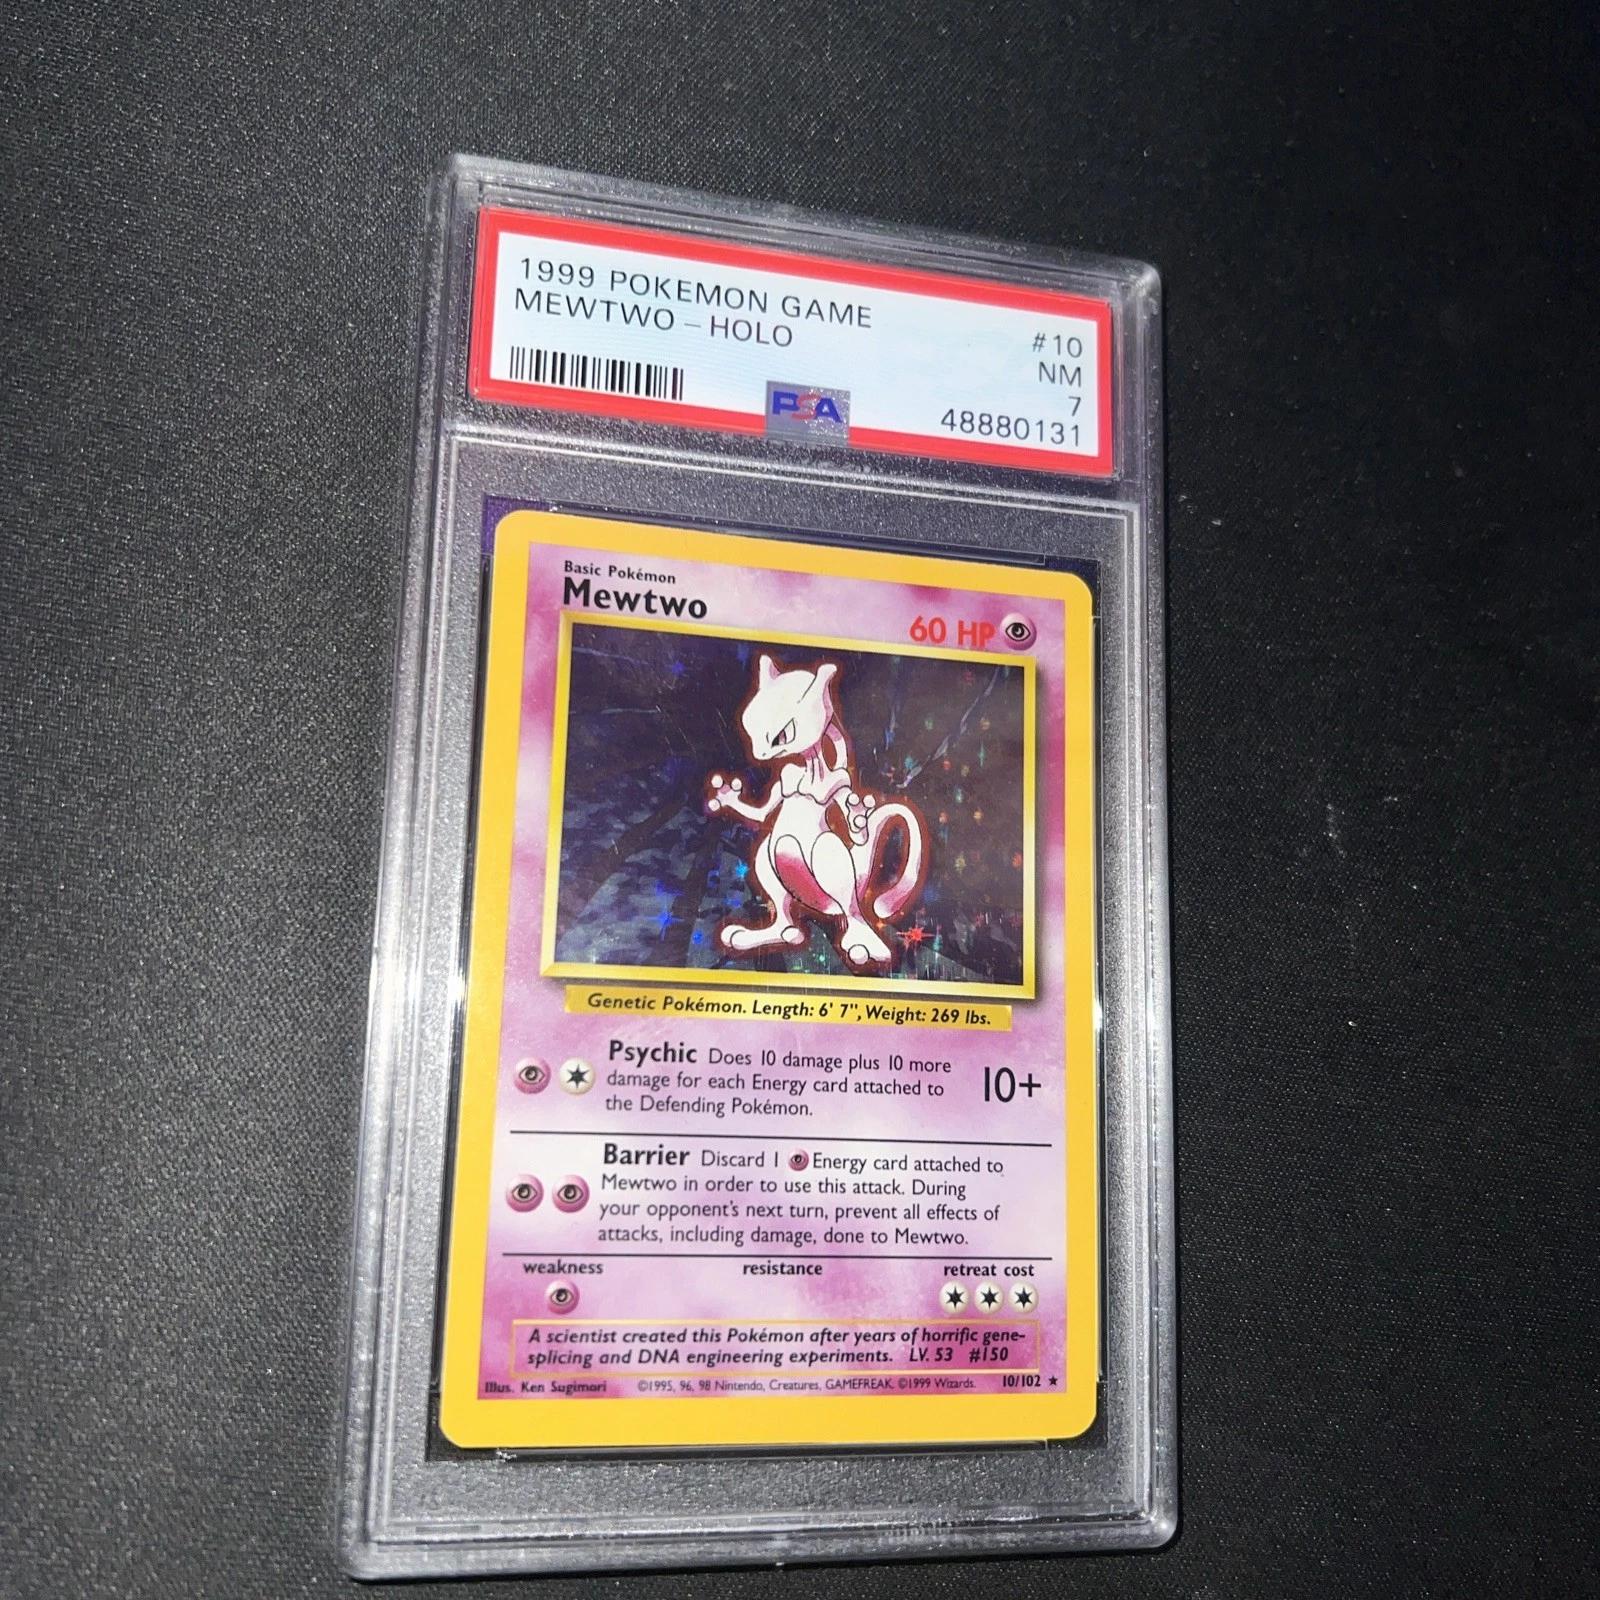 1999 POKEMON GAME
MEWTWO – HOLO
#10
NM
7
48880131
PSA
Basic Pokémon
Mewtwo
60 HP
Genetic Pokémon. Length: 6' 7", Weight: 269 lbs.
Psychic Does 10 damage plus 10 more
damage for each Energy card attached to
the Defending Pokémon.
10+
Barrier Discard 1 Energy card attached to
Mewtwo in order to use this attack. During
your opponent's next turn, prevent all effects of
attacks, including damage, done to Mewtwo.
weakness resistance retreat cost
A scientist created this Pokémon after years of horrific gene-
splicing and DNA engineering experiments. LV. 53 #150
Illus. Ken Sugimori ©1995, 96, 98 Nintendo, Creatures, GAMEFREAK. ©1999 Wizards. 10/102 ★